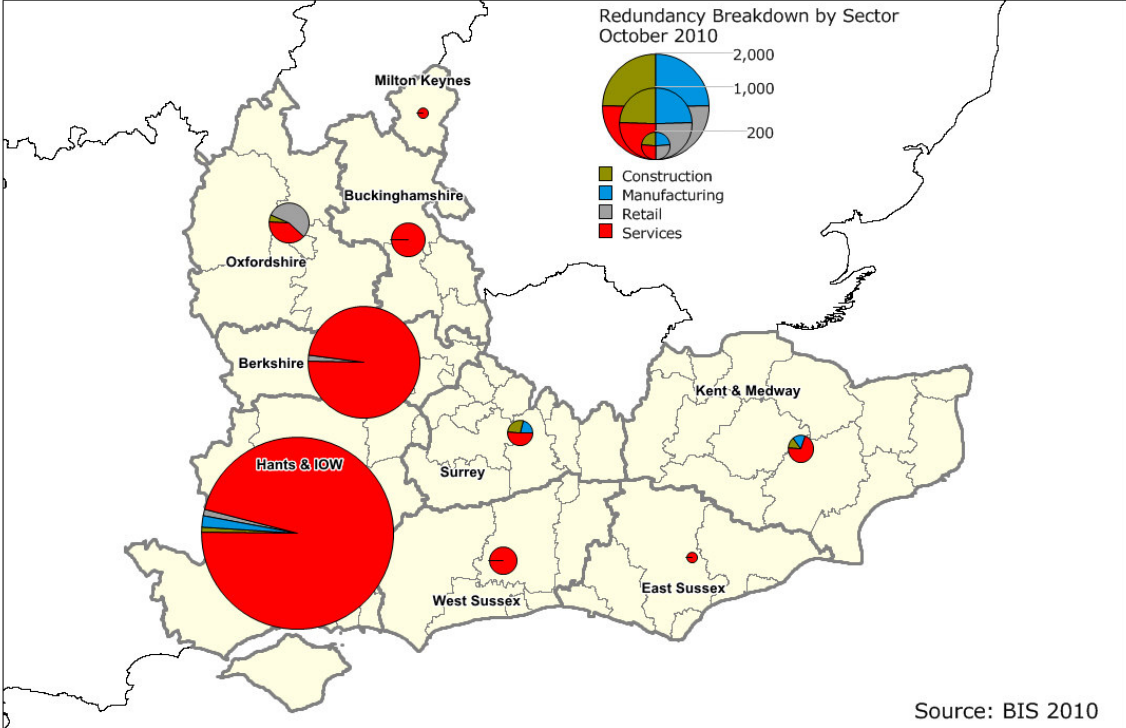 Redundancy Breakdown by Sector
October 2010
2,000
1,000
200
Construction
Manufacturing
Retail
Services
Milton Keynes
Buckinghamshire
Oxfordshire
Berkshire
Kent & Medway
Hants & IOW
Surrey
West Sussex
East Sussex
Source: BIS 2010